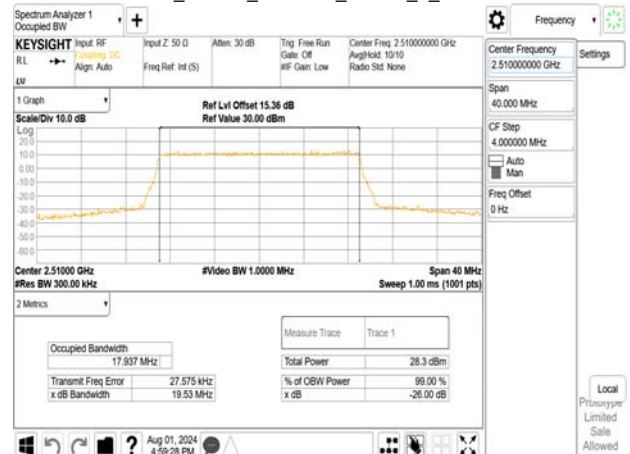 Spectrum Analyzer 1
Occupied BW
Frequency
KEYSIGHT
Input: RF
Coupling: DC
Align: Auto
Input Z: 50 Ω
Freq Ref: Int (S)
Atten: 30 dB
Trig: Free Run
Gate: Off
#IF Gain: Low
Center Freq: 2.510000000 GHz
Avg|Hold: 10/10
Radio Std: None
RL
LVI
Center Frequency
2.510000000 GHz
Settings
Span
40.000 MHz
CF Step
4.000000 MHz
Auto
Man
Freq Offset
0 Hz
1 Graph
Ref Lvl Offset 15.36 dB
Scale/Div 10.0 dB
Ref Value 30.00 dBm
Log
20.0
10.0
0.00
-10.0
-20.0
-30.0
-40.0
-50.0
-60.0
Center 2.51000 GHz
#Video BW 1.0000 MHz
Span 40 MHz
#Res BW 300.00 kHz
Sweep 1.00 ms (1001 pts)
2 Metrics
Measure Trace
Trace 1
Occupied Bandwidth
17.937 MHz
Total Power
28.3 dBm
Transmit Freq Error
27.575 kHz
% of OBW Power
99.00 %
x dB Bandwidth
19.53 MHz
x dB
-26.00 dB
Local
Prototype
Limited
Sale
Allowed
Aug 01, 2024
4:59:28 PM